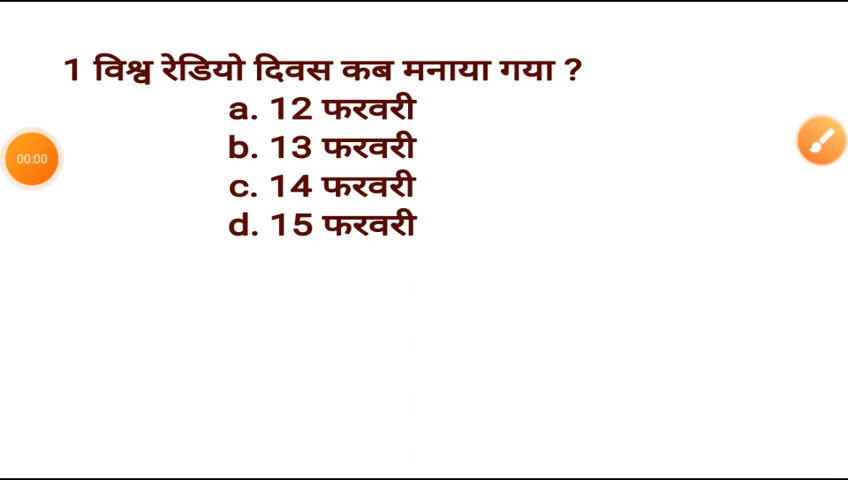 1 विश्व रेडियो दिवस कब मनाया गया ?
a. 12 फरवरी
b. 13 फरवरी
00:00
c. 14 फरवरी
d. 15 फरवरी